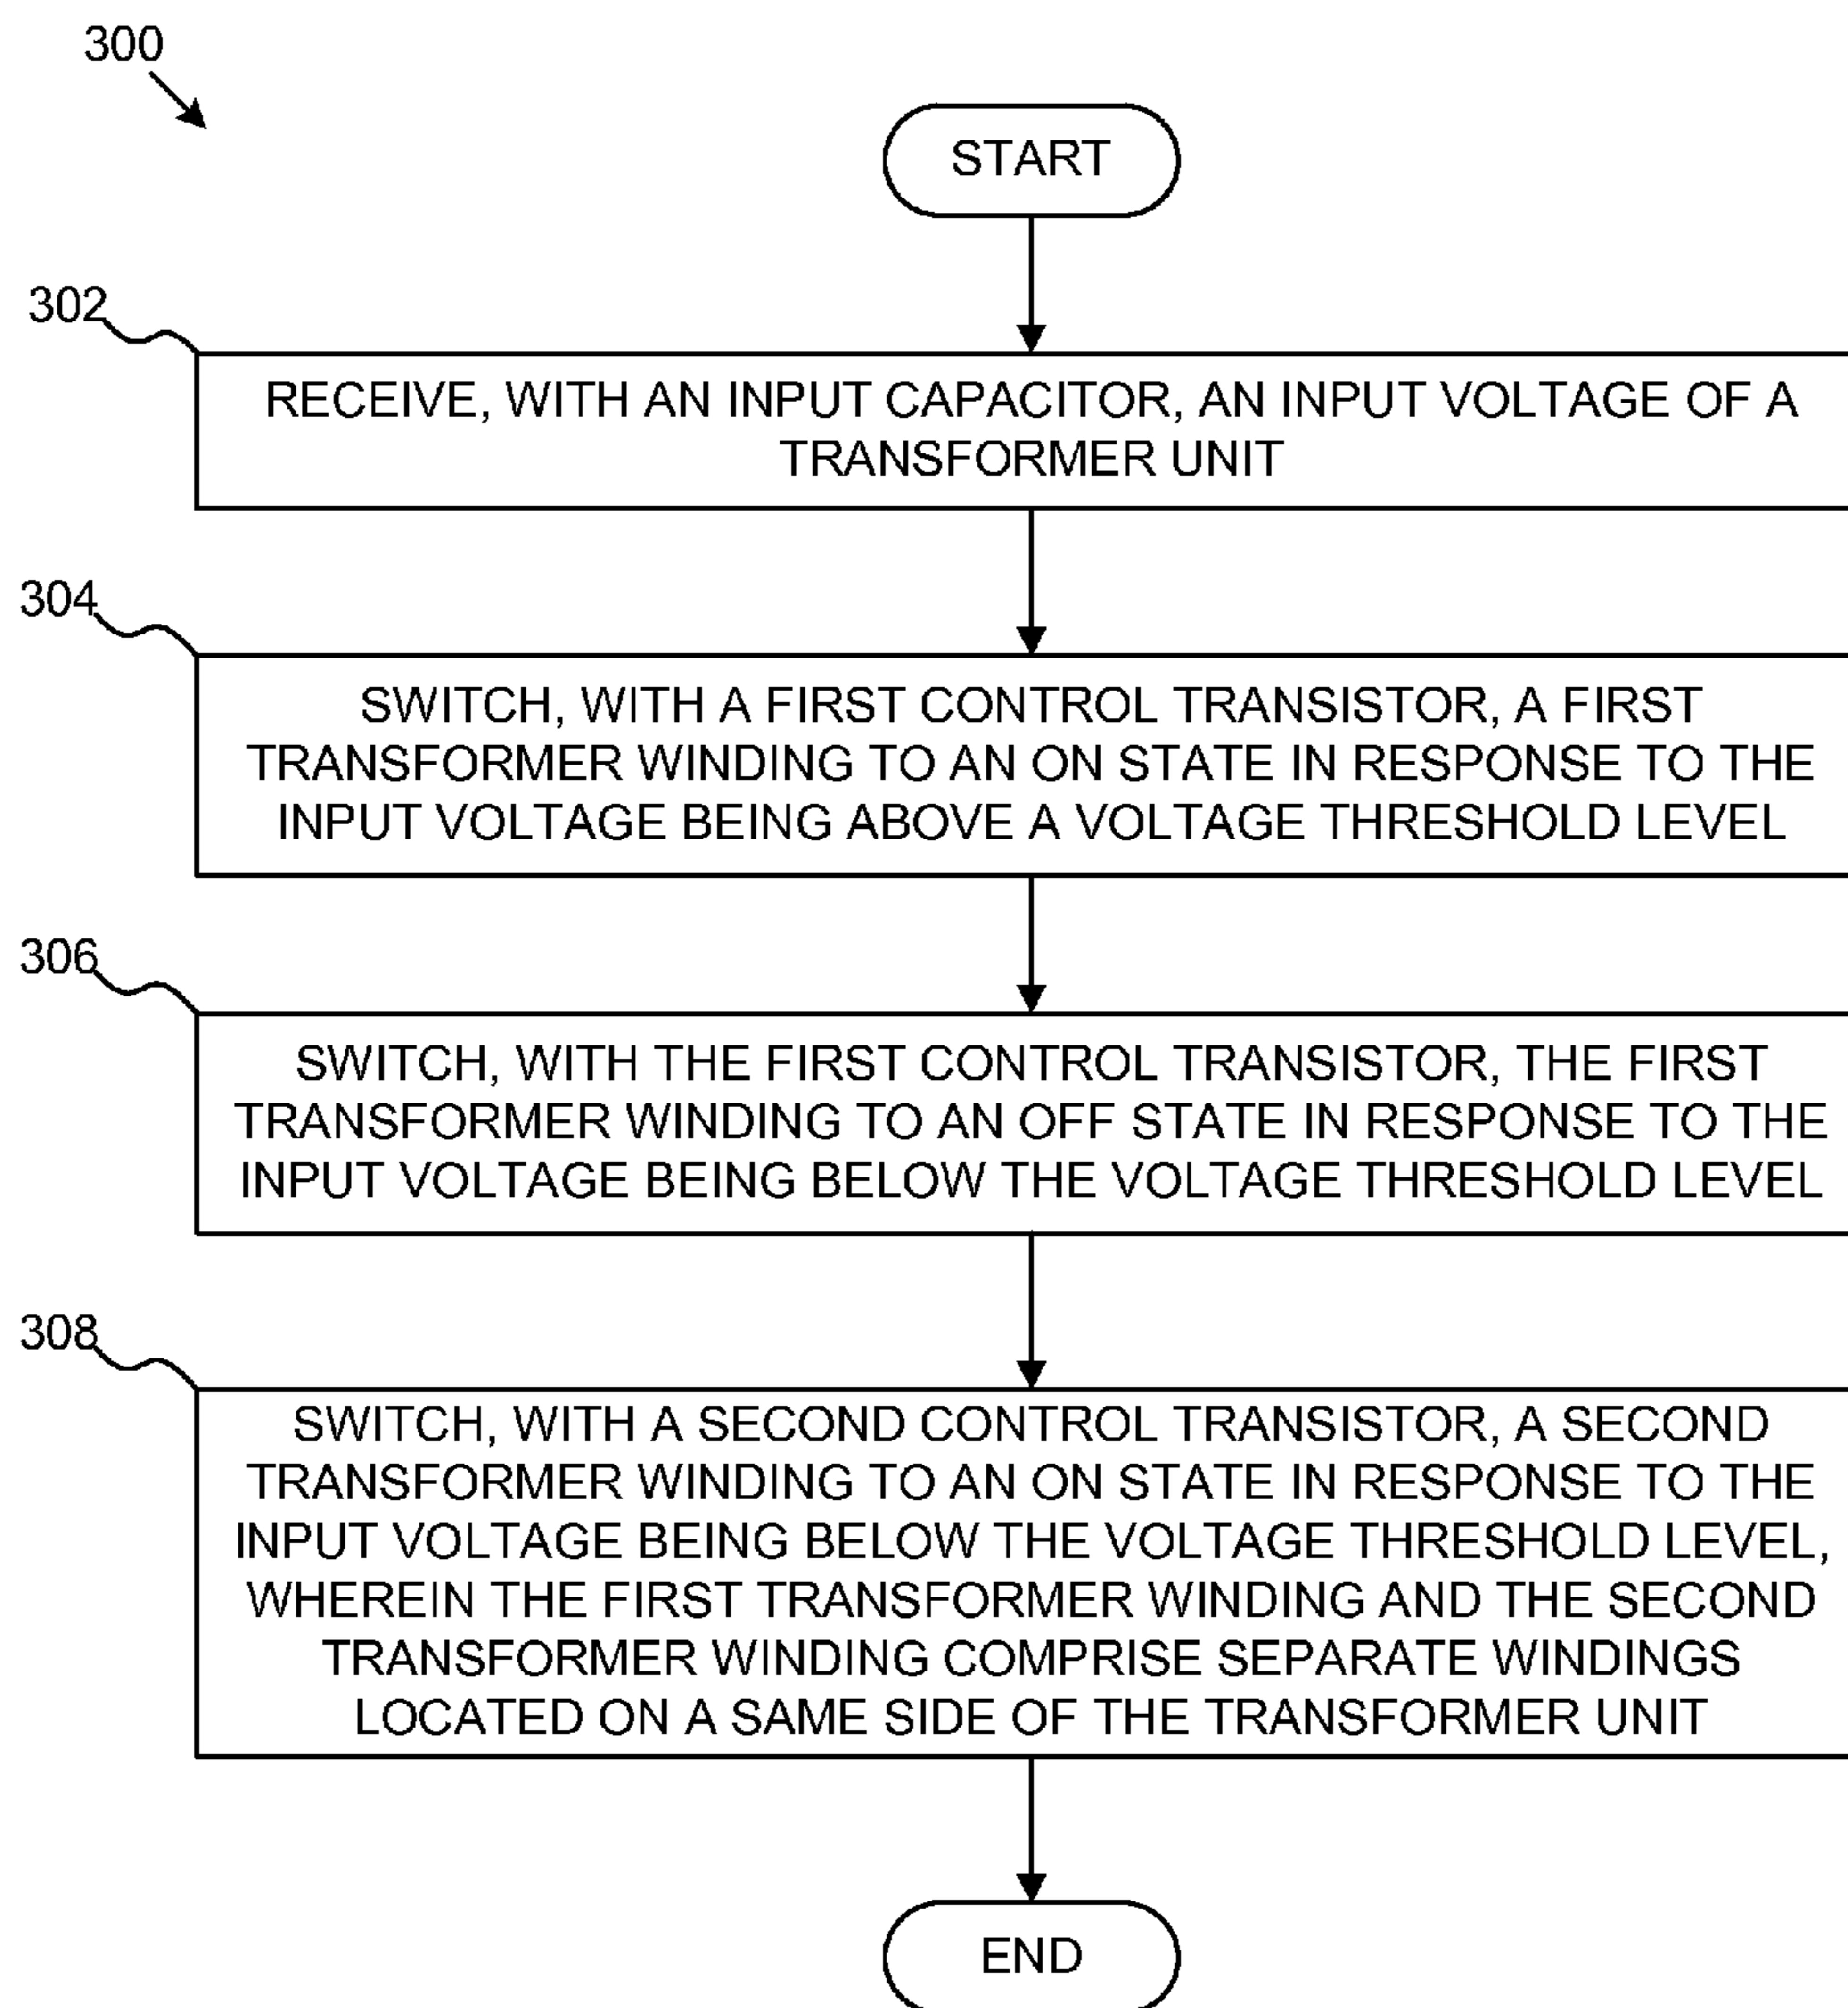 300
START
302
RECEIVE, WITH AN INPUT CAPACITOR, AN INPUT VOLTAGE OF A
TRANSFORMER UNIT
304
SWITCH, WITH A FIRST CONTROL TRANSISTOR, A FIRST
TRANSFORMER WINDING TO AN ON STATE IN RESPONSE TO THE
INPUT VOLTAGE BEING ABOVE A VOLTAGE THRESHOLD LEVEL
306
SWITCH, WITH THE FIRST CONTROL TRANSISTOR, THE FIRST
TRANSFORMER WINDING TO AN OFF STATE IN RESPONSE TO THE
INPUT VOLTAGE BEING BELOW THE VOLTAGE THRESHOLD LEVEL
308
SWITCH, WITH A SECOND CONTROL TRANSISTOR, A SECOND
TRANSFORMER WINDING TO AN ON STATE IN RESPONSE TO THE
INPUT VOLTAGE BEING BELOW THE VOLTAGE THRESHOLD LEVEL,
WHEREIN THE FIRST TRANSFORMER WINDING AND THE SECOND
TRANSFORMER WINDING COMPRISE SEPARATE WINDINGS
LOCATED ON A SAME SIDE OF THE TRANSFORMER UNIT
END